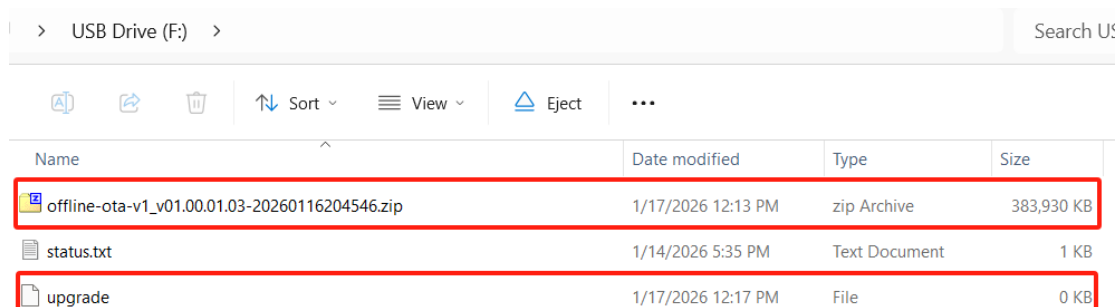 > USB Drive (F:) > Search US
Sort View Eject ...
Name Date modified Type Size
offline-ota-v1_v01.00.01.03-20260116204546.zip 1/17/2026 12:13 PM zip Archive 383,930 KB
status.txt 1/14/2026 5:35 PM Text Document 1 KB
upgrade 1/17/2026 12:17 PM File 0 KB